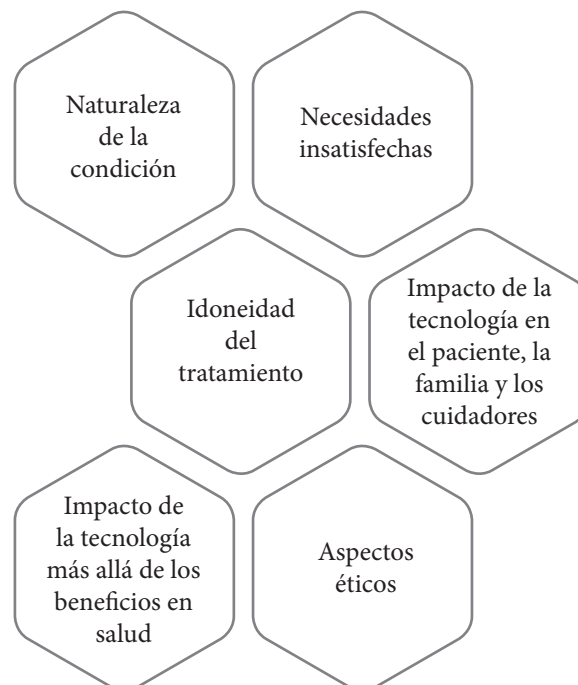 Naturaleza
de la
condición
Necesidades
insatisfechas
Idoneidad
del
tratamiento
Impacto de la
tecnología en
el paciente, la
familia y los
cuidadores
Impacto de
la tecnología
más allá de los
beneficios en
salud
Aspectos
éticos